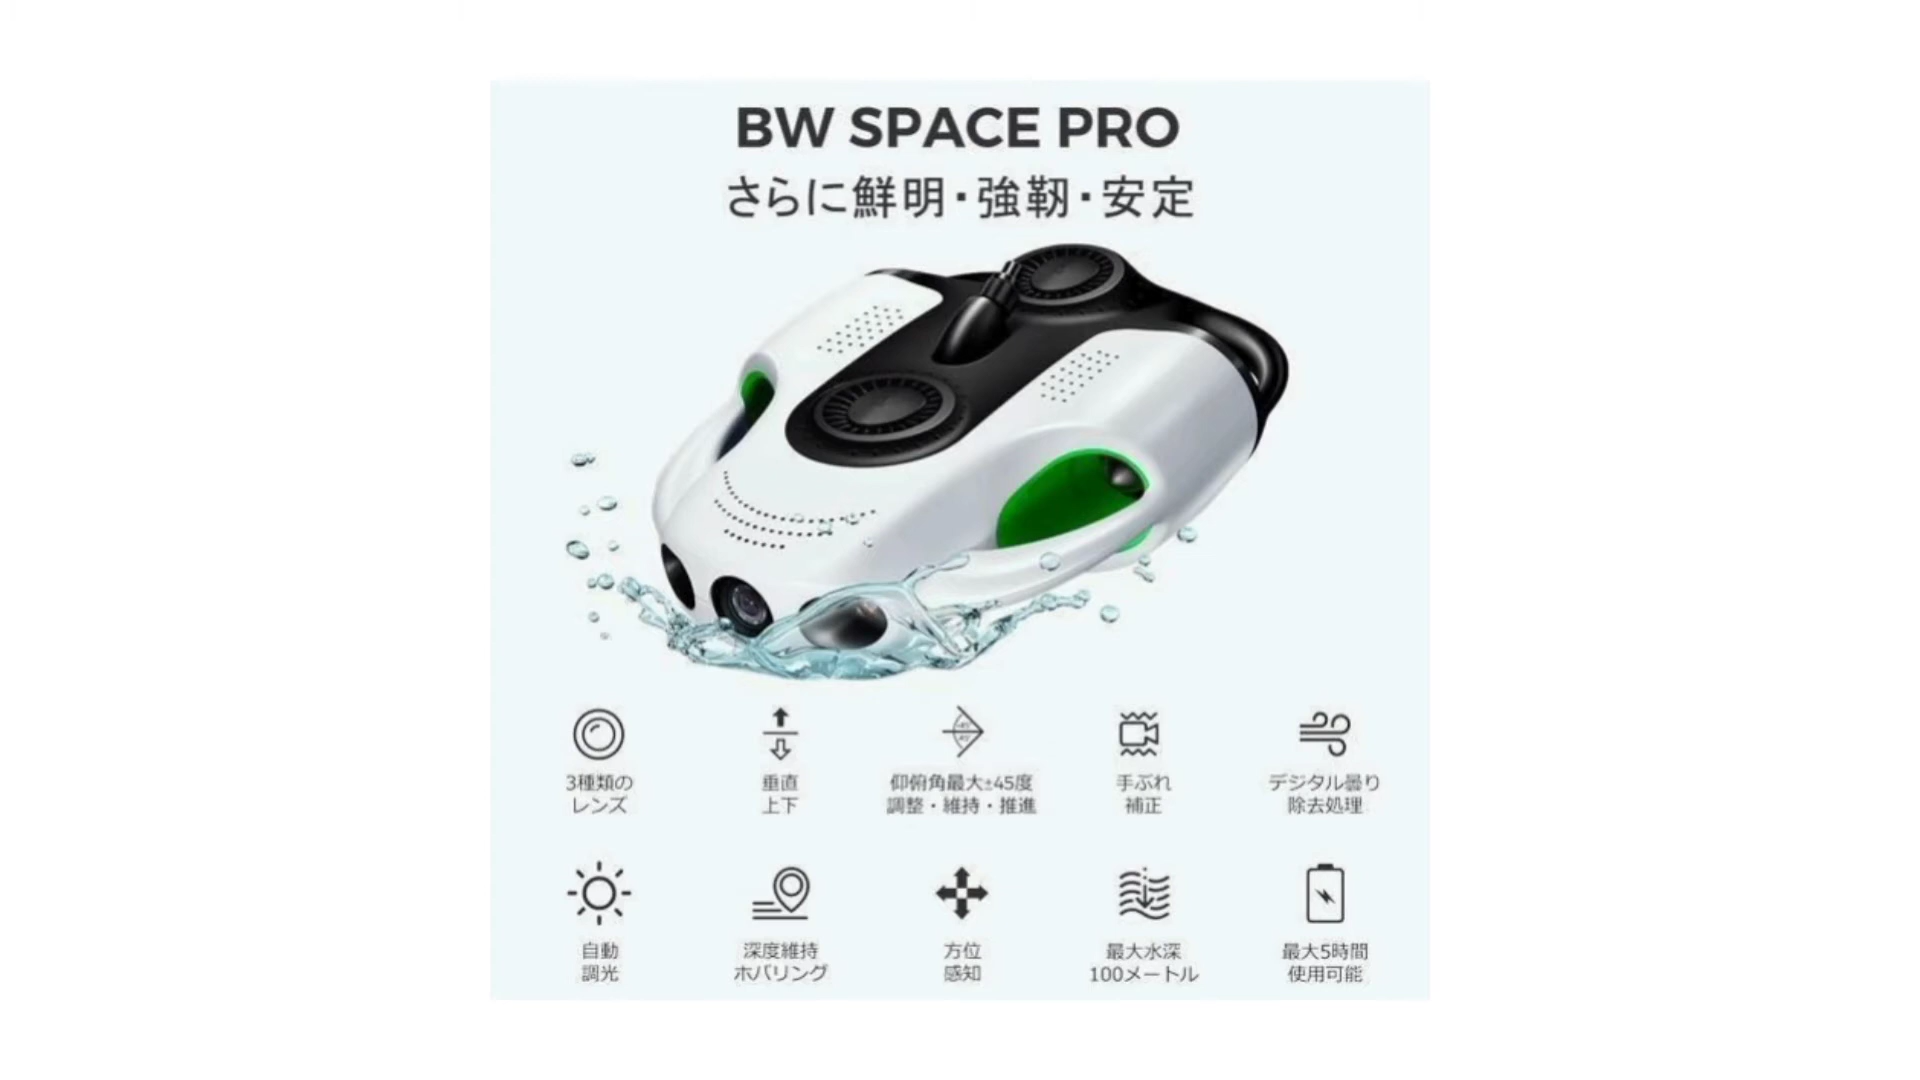 BW SPACE PRO
さらに鮮明・強靭・安定
3種類の
レンズ
垂直
上下
仰俯角最大±45度
調整・維持・推進
手ぶれ
補正
デジタル曇り
除去処理
自動
調光
深度維持
ホバリング
方位
感知
最大水深
100メートル
最大5時間
使用可能